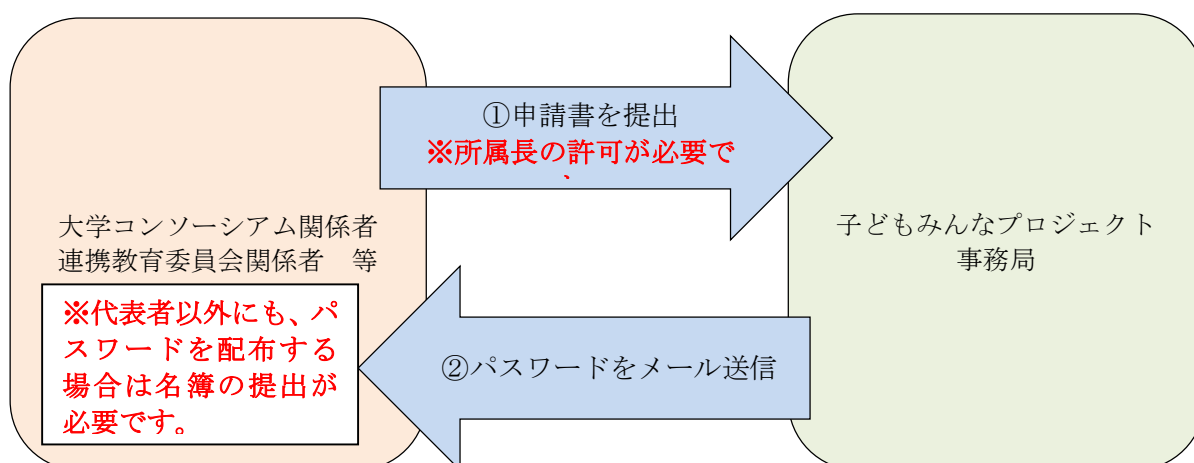 ①申請書を提出
※所属長の許可が必要で
大学コンソーシアム関係者
連携教育委員会関係者　等
※代表者以外にも、パ
スワードを配布する
場合は名簿の提出が
必要です。
②パスワードをメール送信
子どもみんなプロジェクト
事務局